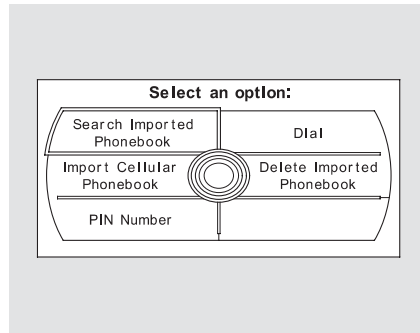 Select an option:
Search Imported
Phonebook
Dial
Import Cellular
Phonebook
Delete Imported
Phonebook
PIN Number